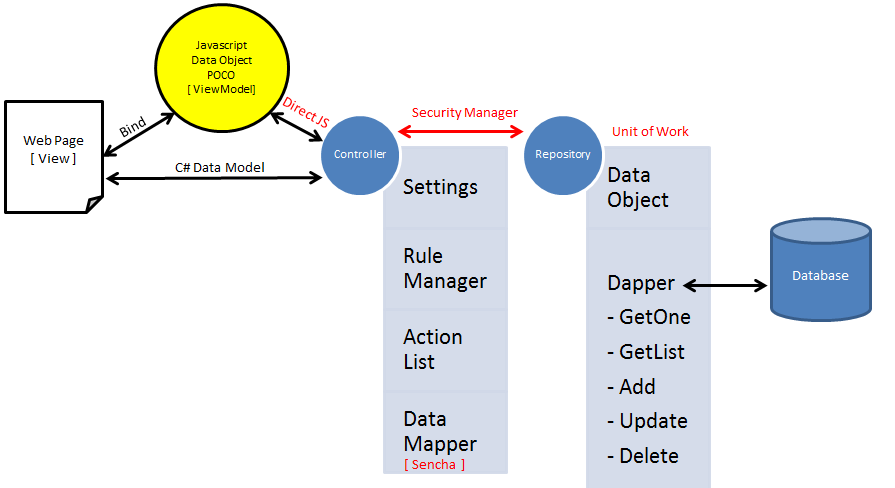 Javascript
Data Object
POCO
[ ViewModel]
Direct JS
Security Manager
Bind
Web Page
[ View ]
C# Data Model
Controller
Repository
Unit of Work
Settings
Rule
Manager
Action
List
Data
Mapper
[ Sencha ]
Data
Object
Dapper
- GetOne
- GetList
- Add
- Update
- Delete
Database